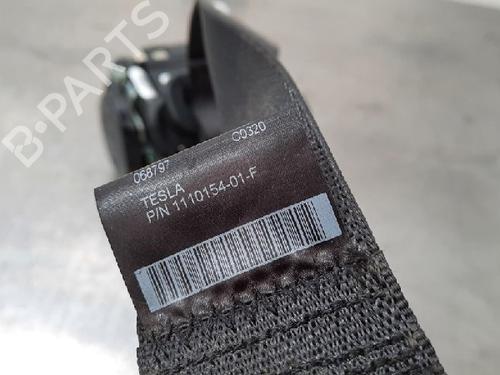 B-PARTS
068797 C0320
TESLA
P/N 1110154-01-F